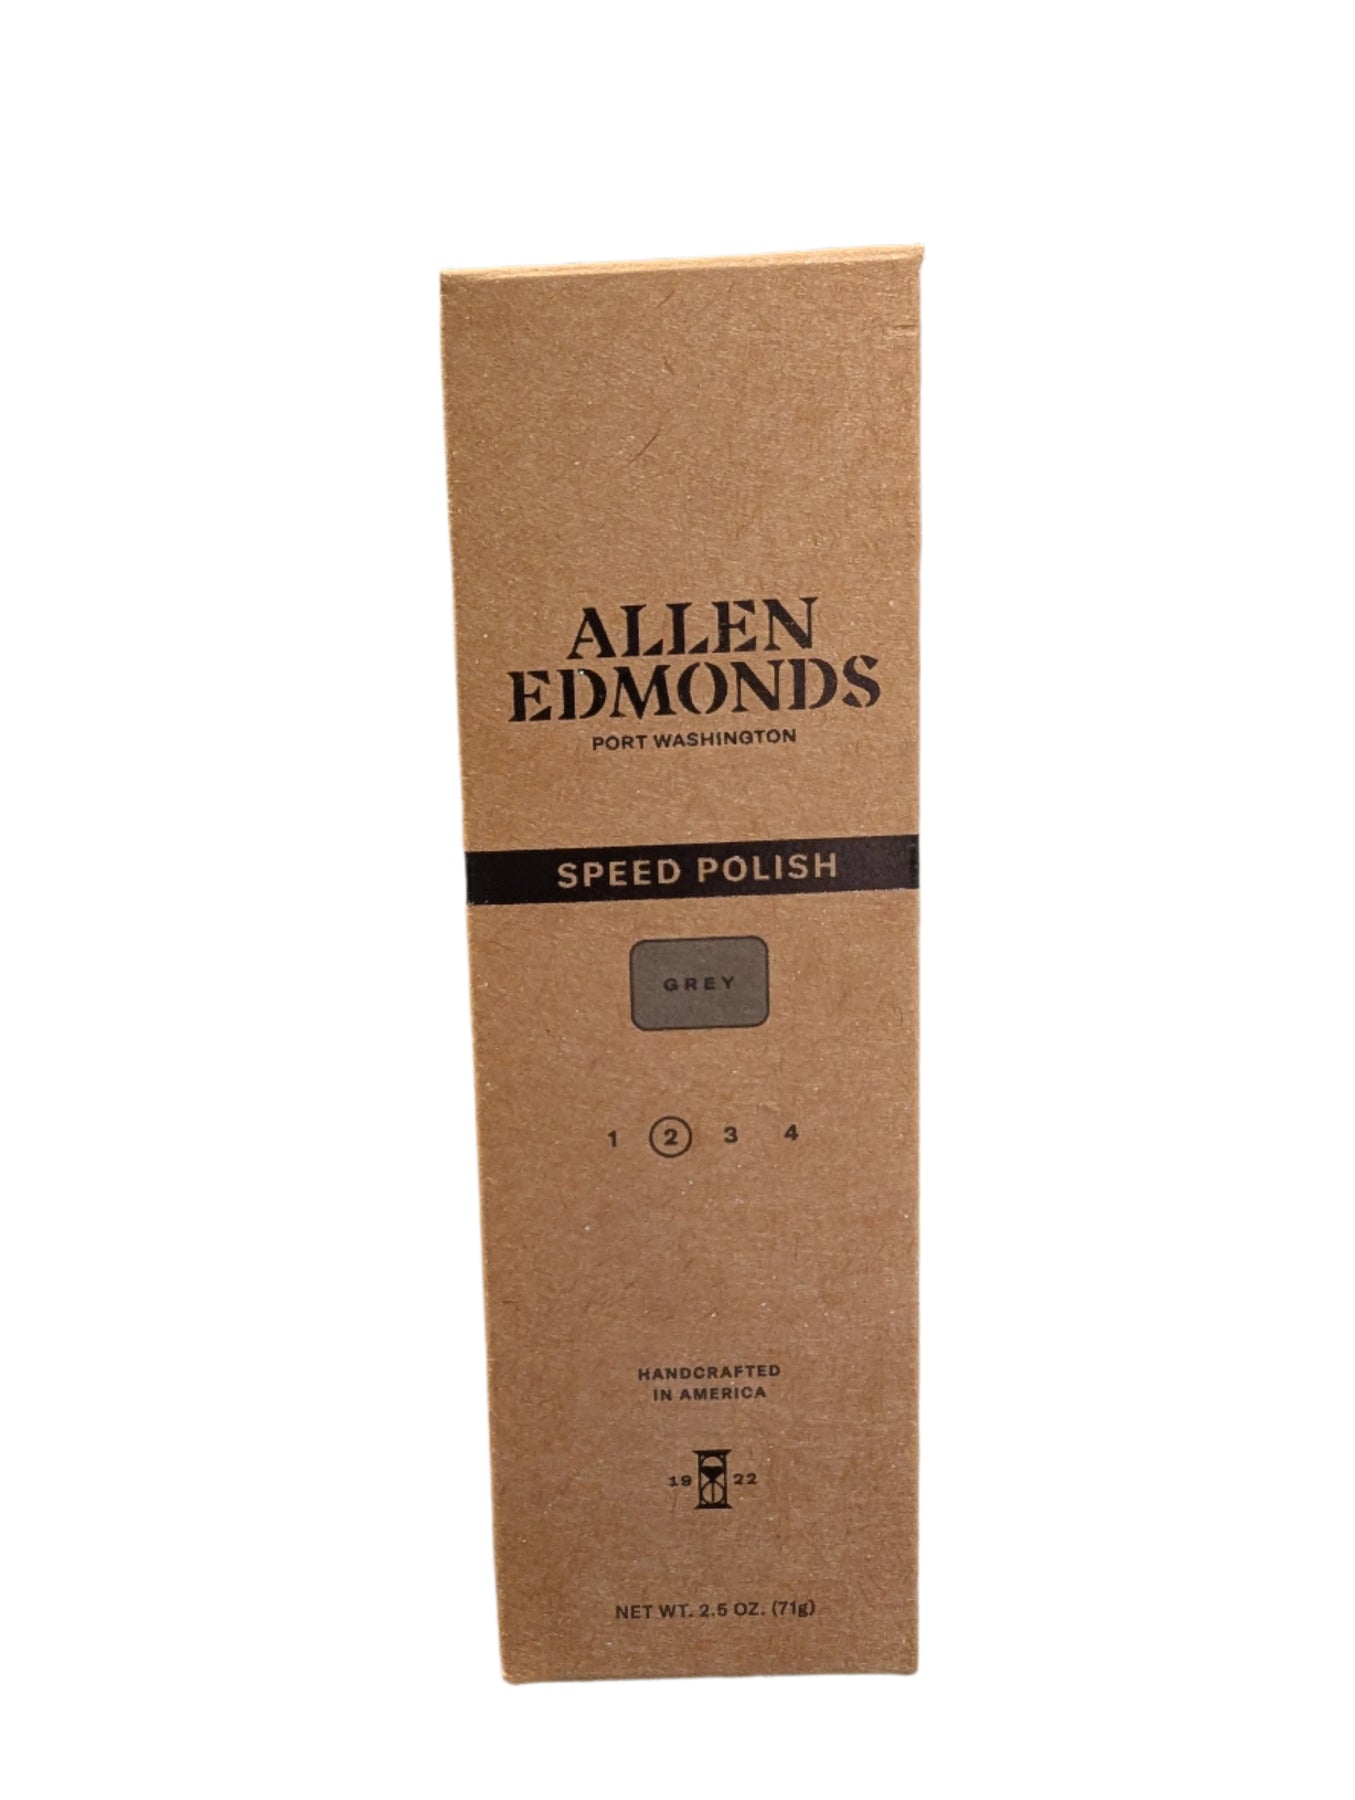 ALLEN
EDMONDS
PORT WASHINGTON
SPEED POLISH
GREY
1 2 3 4
HANDCRAFTED
IN AMERICA
19 22
NET WT. 2.5 OZ. (71g)